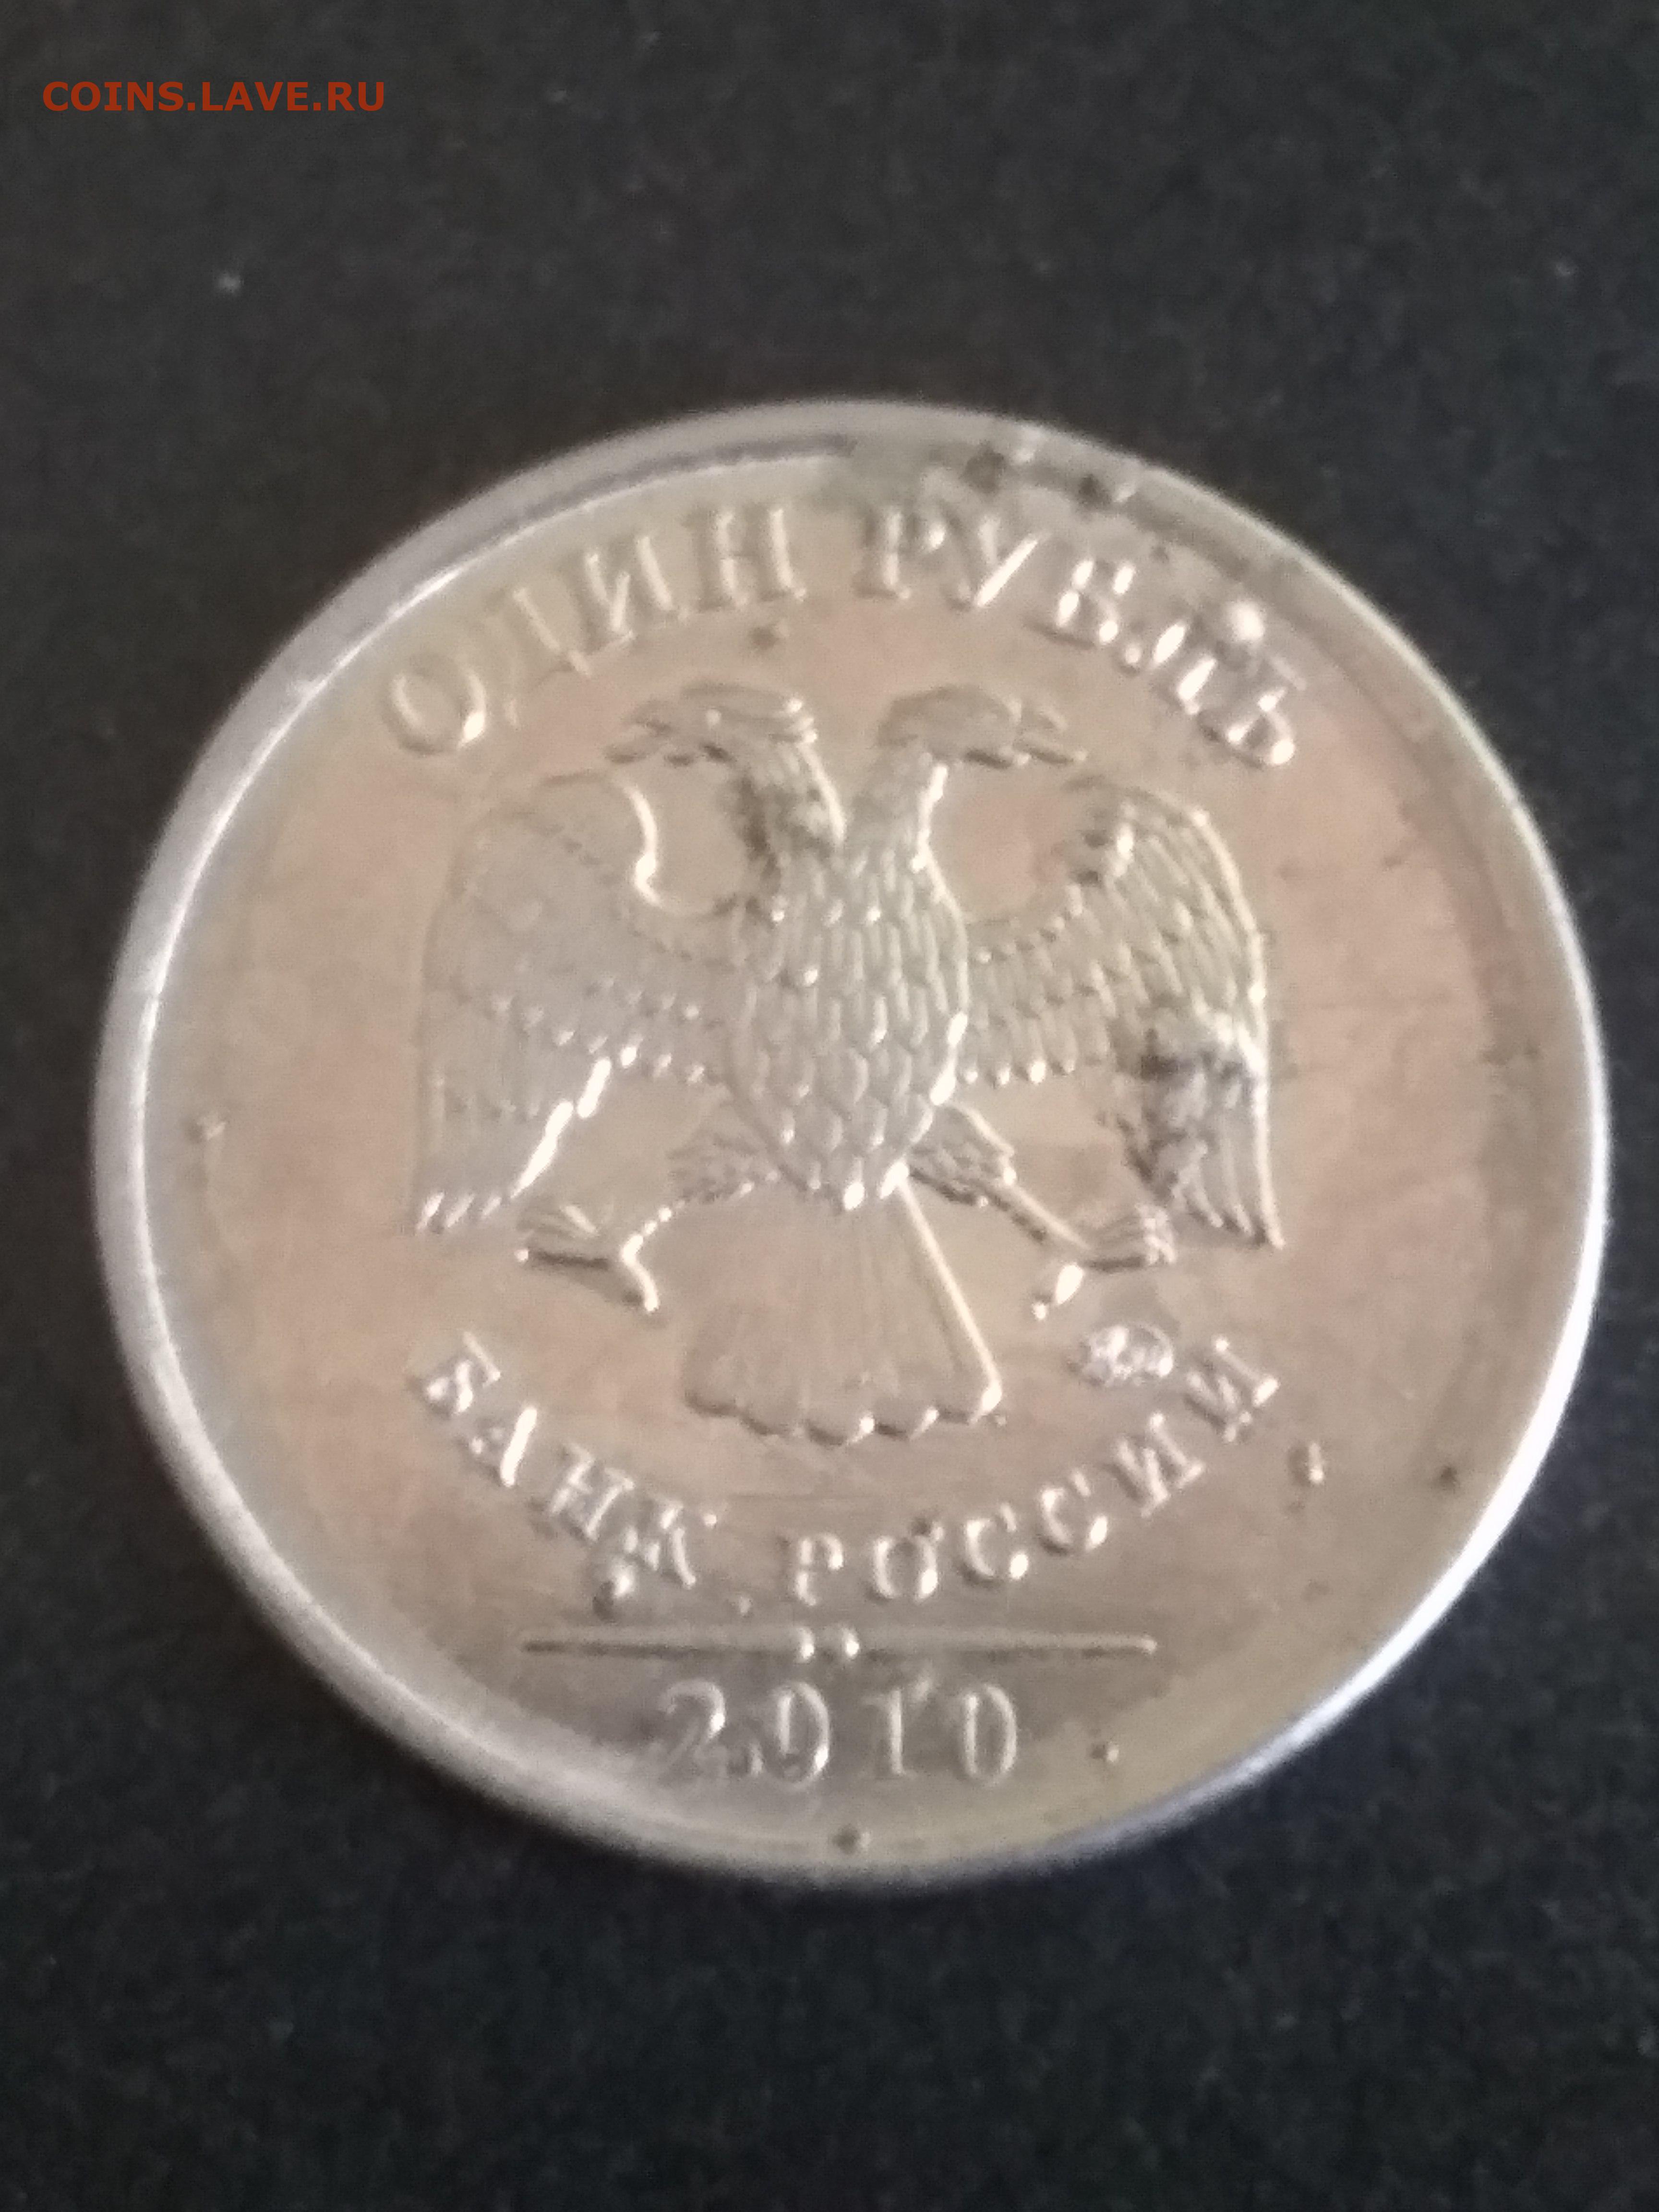 COINS.LAVE.RU
ОДИН РУБЛЬ
БАНК РОССИИ
2010